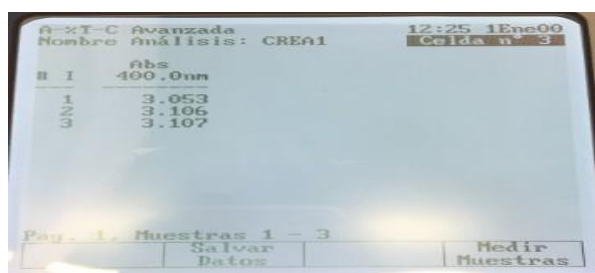 A-%T-C Avanzada 12:25 1Ene00
Nombre Análisis: CREA1 Celda nº 3
Abs
# I 400.0nm
1 3.053
2 3.106
3 3.107
Pag. 1, Muestras 1 - 3
Salvar Medir
Datos Muestras